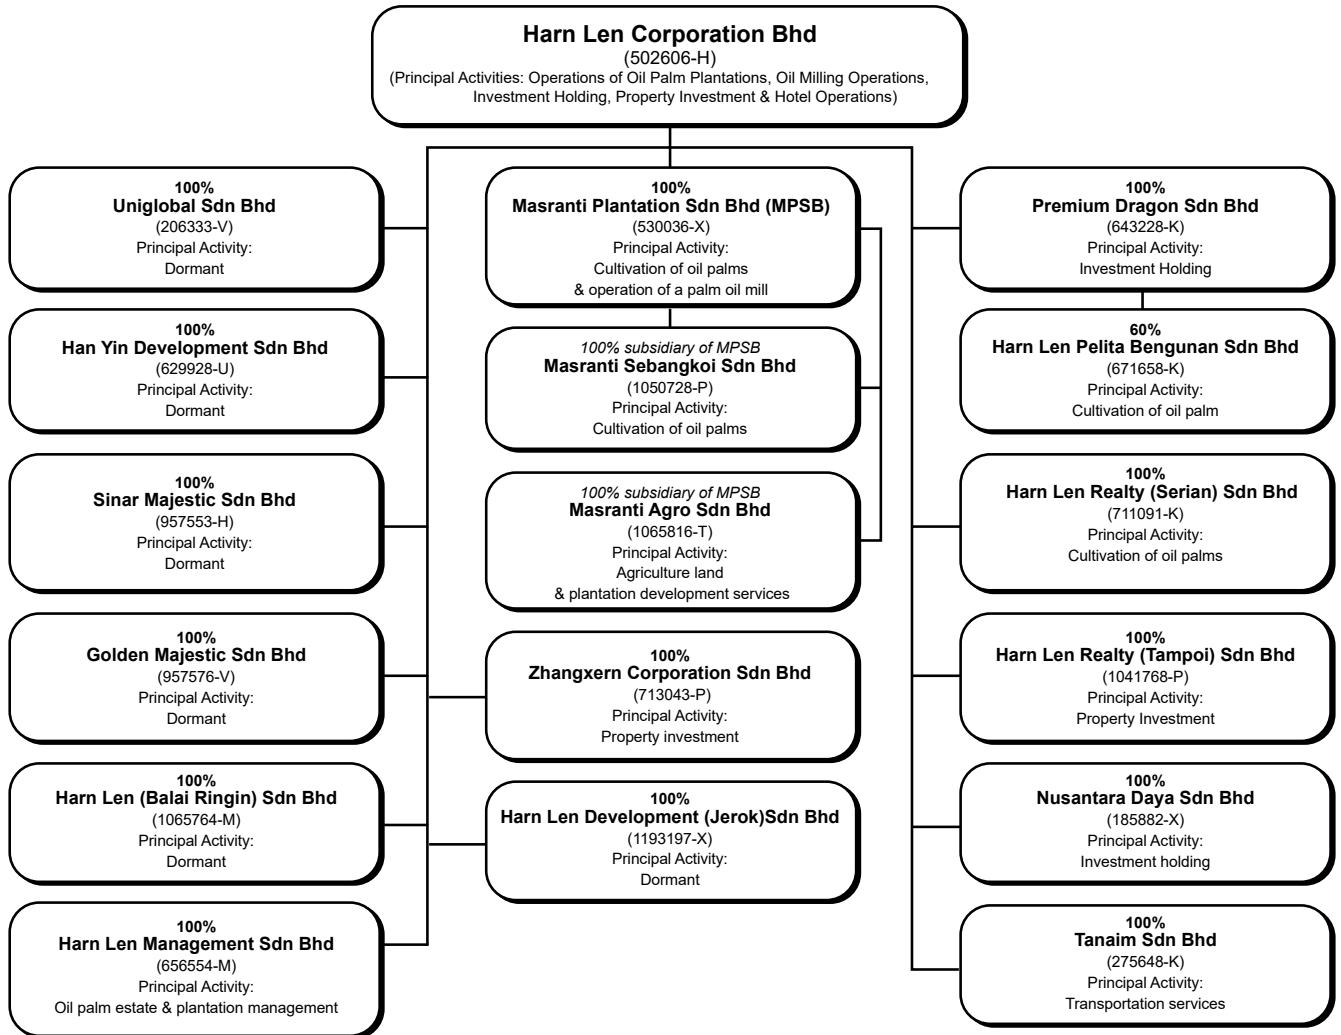 Harn Len Corporation Bhd
(502606-H)
(Principal Activities: Operations of Oil Palm Plantations, Oil Milling Operations,
Investment Holding, Property Investment & Hotel Operations)
100%
Uniglobal Sdn Bhd
(206333-V)
Principal Activity:
Dormant
100%
Han Yin Development Sdn Bhd
(629928-U)
Principal Activity:
Dormant
100%
Sinar Majestic Sdn Bhd
(957553-H)
Principal Activity:
Dormant
100%
Golden Majestic Sdn Bhd
(957576-V)
Principal Activity:
Dormant
100%
Harn Len (Balai Ringin) Sdn Bhd
(1065764-M)
Principal Activity:
Dormant
100%
Harn Len Management Sdn Bhd
(656554-M)
Principal Activity:
Oil palm estate & plantation management
100%
Masranti Plantation Sdn Bhd (MPSB)
(530036-X)
Principal Activity:
Cultivation of oil palms
& operation of a palm oil mill
100% subsidiary of MPSB
Masranti Sebangkoi Sdn Bhd
(1050728-P)
Principal Activity:
Cultivation of oil palms
100% subsidiary of MPSB
Masranti Agro Sdn Bhd
(1065816-T)
Principal Activity:
Agriculture land
& plantation development services
100%
Zhangxern Corporation Sdn Bhd
(713043-P)
Principal Activity:
Property investment
100%
Harn Len Development (Jerok)Sdn Bhd
(1193197-X)
Principal Activity:
Dormant
100%
Premium Dragon Sdn Bhd
(643228-K)
Principal Activity:
Investment Holding
60%
Harn Len Pelita Bengunan Sdn Bhd
(671658-K)
Principal Activity:
Cultivation of oil palm
100%
Harn Len Realty (Serian) Sdn Bhd
(711091-K)
Principal Activity:
Cultivation of oil palms
100%
Harn Len Realty (Tampoi) Sdn Bhd
(1041768-P)
Principal Activity:
Property Investment
100%
Nusantara Daya Sdn Bhd
(185882-X)
Principal Activity:
Investment holding
100%
Tanaim Sdn Bhd
(275648-K)
Principal Activity:
Transportation services